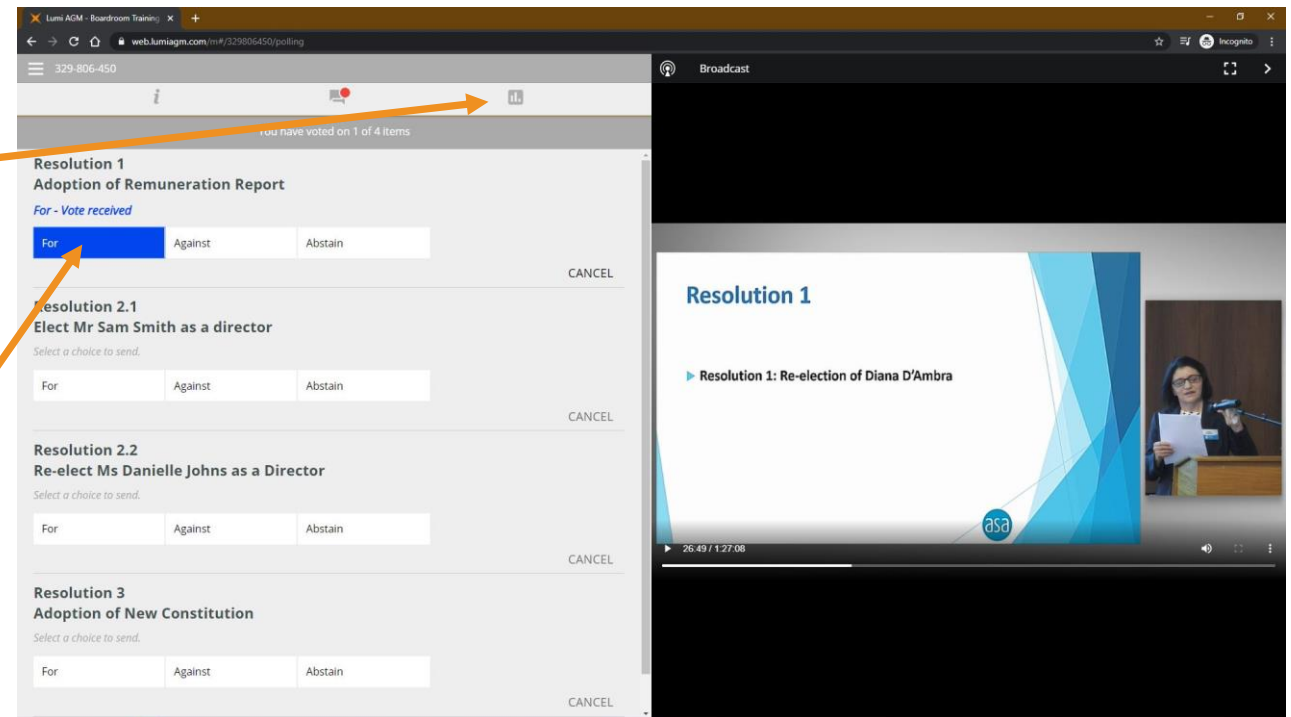 Lumi AGM - Boardroom Training
web.lumiagm.com/m#/329806450/polling
Incognito
329-806-450
Broadcast
i
You have voted on 1 of 4 items
Resolution 1
Adoption of Remuneration Report
For - Vote received
For Against Abstain
CANCEL
Resolution 2.1
Elect Mr Sam Smith as a director
Select a choice to send.
For Against Abstain
CANCEL
Resolution 2.2
Re-elect Ms Danielle Johns as a Director
Select a choice to send.
For Against Abstain
CANCEL
Resolution 3
Adoption of New Constitution
Select a choice to send.
For Against Abstain
CANCEL
Resolution 1
Resolution 1: Re-election of Diana D'Ambra
asa
26:49 / 1:27:08